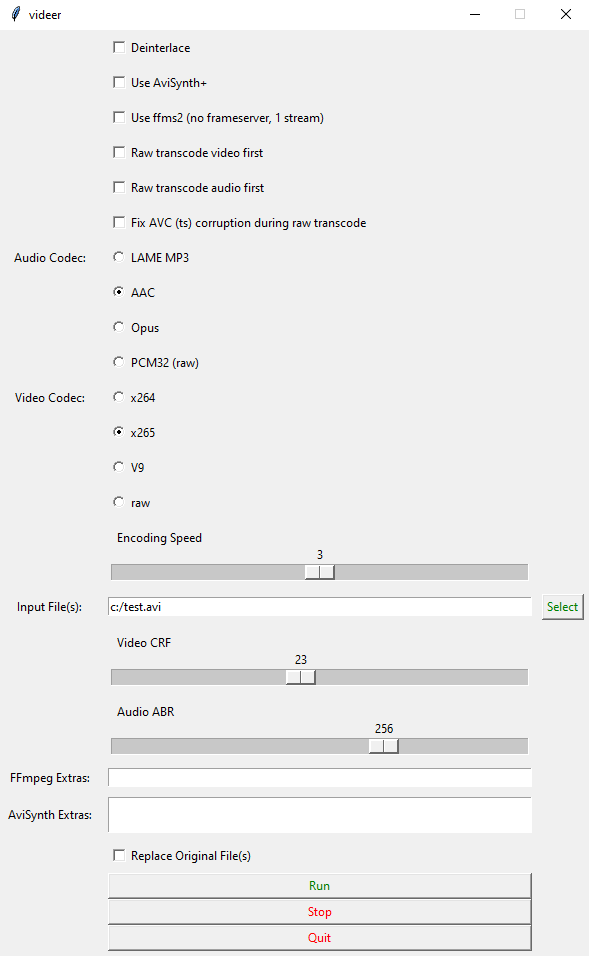 videer
Deinterlace
Use AviSynth+
Use ffms2 (no frameserver, 1 stream)
Raw transcode video first
Raw transcode audio first
Fix AVC (ts) corruption during raw transcode
Audio Codec: LAME MP3
AAC
Opus
PCM32 (raw)
Video Codec: x264
x265
V9
raw
Encoding Speed
3
Input File(s): c:/test.avi Select
Video CRF
23
Audio ABR
256
FFmpeg Extras:
AviSynth Extras:
Replace Original File(s)
Run
Stop
Quit